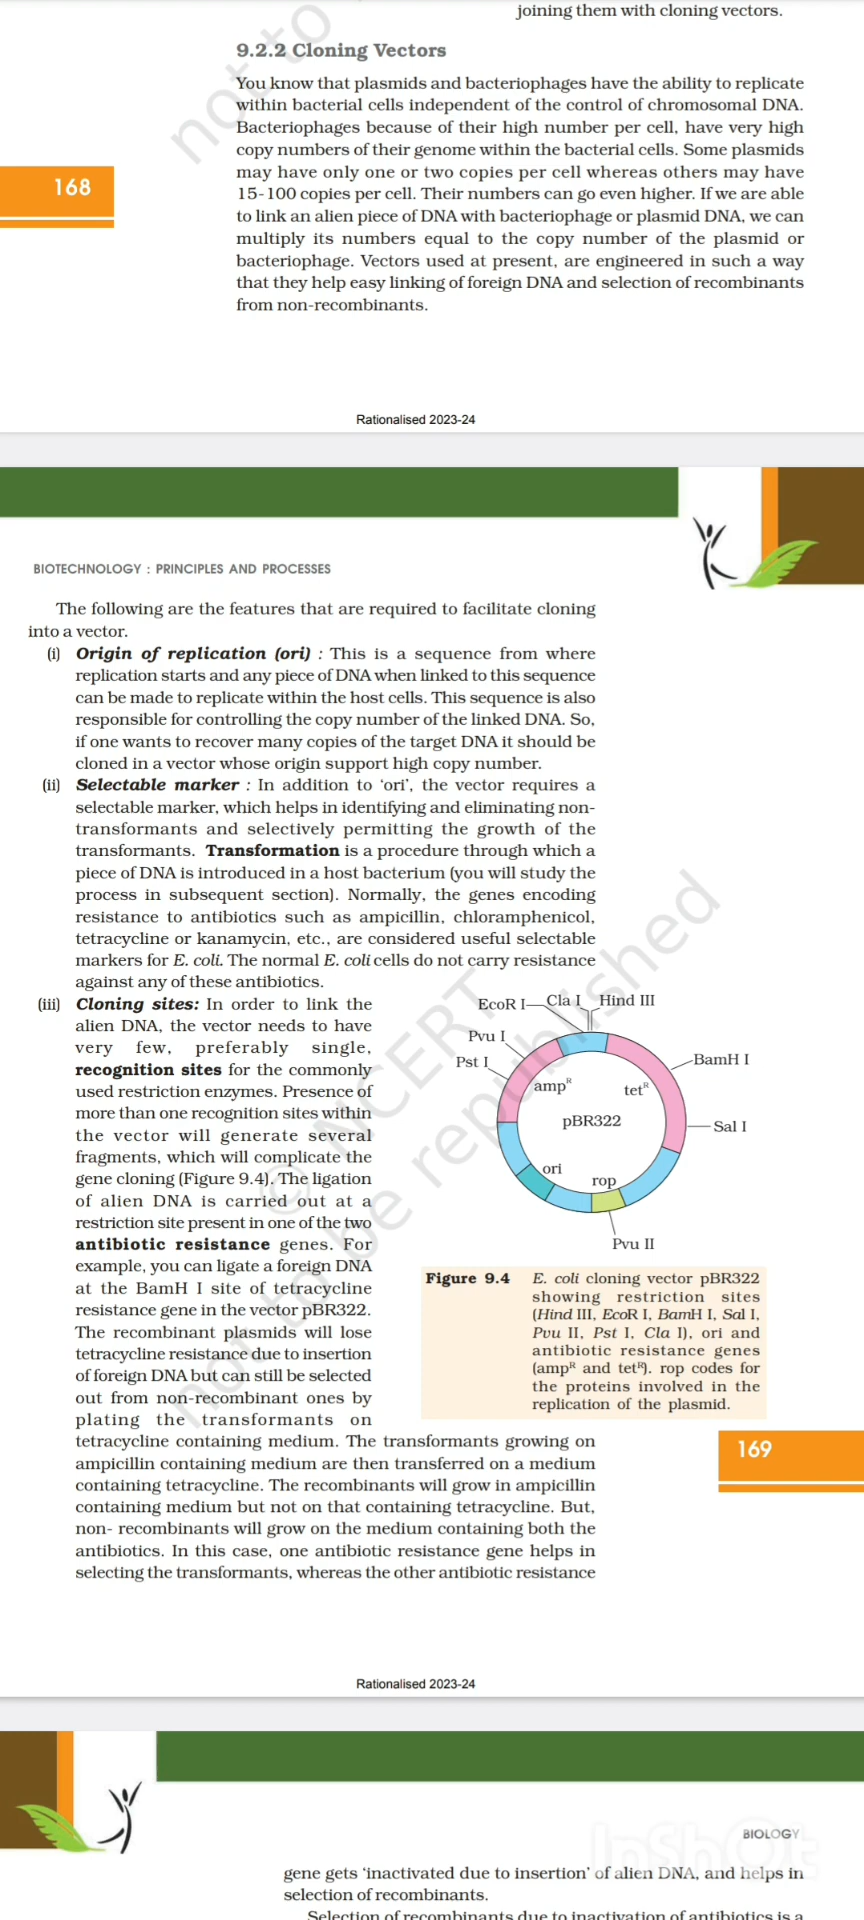 joining them with cloning vectors.
9.2.2 Cloning Vectors
You know that plasmids and bacteriophages have the ability to replicate
within bacterial cells independent of the control of chromosomal DNA.
Bacteriophages because of their high number per cell, have very high
copy numbers of their genome within the bacterial cells. Some plasmids
may have only one or two copies per cell whereas others may have
15-100 copies per cell. Their numbers can go even higher. If we are able
to link an alien piece of DNA with bacteriophage or plasmid DNA, we can
multiply its numbers equal to the copy number of the plasmid or
bacteriophage. Vectors used at present, are engineered in such a way
that they help easy linking of foreign DNA and selection of recombinants
from non-recombinants.
168
not to
Rationalised 2023-24
BIOTECHNOLOGY : PRINCIPLES AND PROCESSES
The following are the features that are required to facilitate cloning
into a vector.
(i) Origin of replication (ori) : This is a sequence from where
replication starts and any piece of DNA when linked to this sequence
can be made to replicate within the host cells. This sequence is also
responsible for controlling the copy number of the linked DNA. So,
if one wants to recover many copies of the target DNA it should be
cloned in a vector whose origin support high copy number.
(ii) Selectable marker : In addition to ‘ori’, the vector requires a
selectable marker, which helps in identifying and eliminating non-
transformants and selectively permitting the growth of the
transformants. Transformation is a procedure through which a
piece of DNA is introduced in a host bacterium (you will study the
process in subsequent section). Normally, the genes encoding
resistance to antibiotics such as ampicillin, chloramphenicol,
tetracycline or kanamycin, etc., are considered useful selectable
markers for E. coli. The normal E. coli cells do not carry resistance
against any of these antibiotics.
(iii) Cloning sites: In order to link the
alien DNA, the vector needs to have
very few, preferably single,
recognition sites for the commonly
used restriction enzymes. Presence of
more than one recognition sites within
the vector will generate several
fragments, which will complicate the
gene cloning (Figure 9.4). The ligation
of alien DNA is carried out at a
restriction site present in one of the two
antibiotic resistance genes. For
example, you can ligate a foreign DNA
at the BamH I site of tetracycline
resistance gene in the vector pBR322.
The recombinant plasmids will lose
tetracycline resistance due to insertion
of foreign DNA but can still be selected
out from non-recombinant ones by
plating the transformants on
tetracycline containing medium. The transformants growing on
ampicillin containing medium are then transferred on a medium
containing tetracycline. The recombinants will grow in ampicillin
containing medium but not on that containing tetracycline. But,
non- recombinants will grow on the medium containing both the
antibiotics. In this case, one antibiotic resistance gene helps in
selecting the transformants, whereas the other antibiotic resistance
EcoR I
Cla I
Hind III
Pvu I
Pst I
BamH I
ampᴿ
tetᴿ
pBR322
Sal I
ori
rop
Pvu II
Figure 9.4 E. coli cloning vector pBR322
showing restriction sites
(Hind III, EcoR I, BamH I, Sal I,
Pvu II, Pst I, Cla I), ori and
antibiotic resistance genes
(ampᴿ and tetᴿ). rop codes for
the proteins involved in the
replication of the plasmid.
169
© NCERT
not to be republished
Rationalised 2023-24
BIOLOGY
InShOt
gene gets ‘inactivated due to insertion’ of alien DNA, and helps in
selection of recombinants.
Selection of recombinants due to inactivation of antibiotics is a